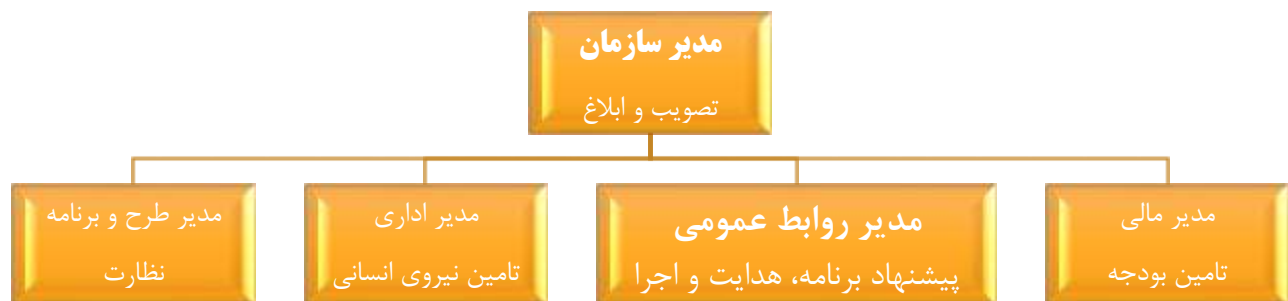 مدیر سازمان
تصویب و ابلاغ
مدیر مالی
تامین بودجه
مدیر روابط عمومی
پیشنهاد برنامه، هدایت و اجرا
مدیر اداری
تامین نیروی انسانی
مدیر طرح و برنامه
نظارت